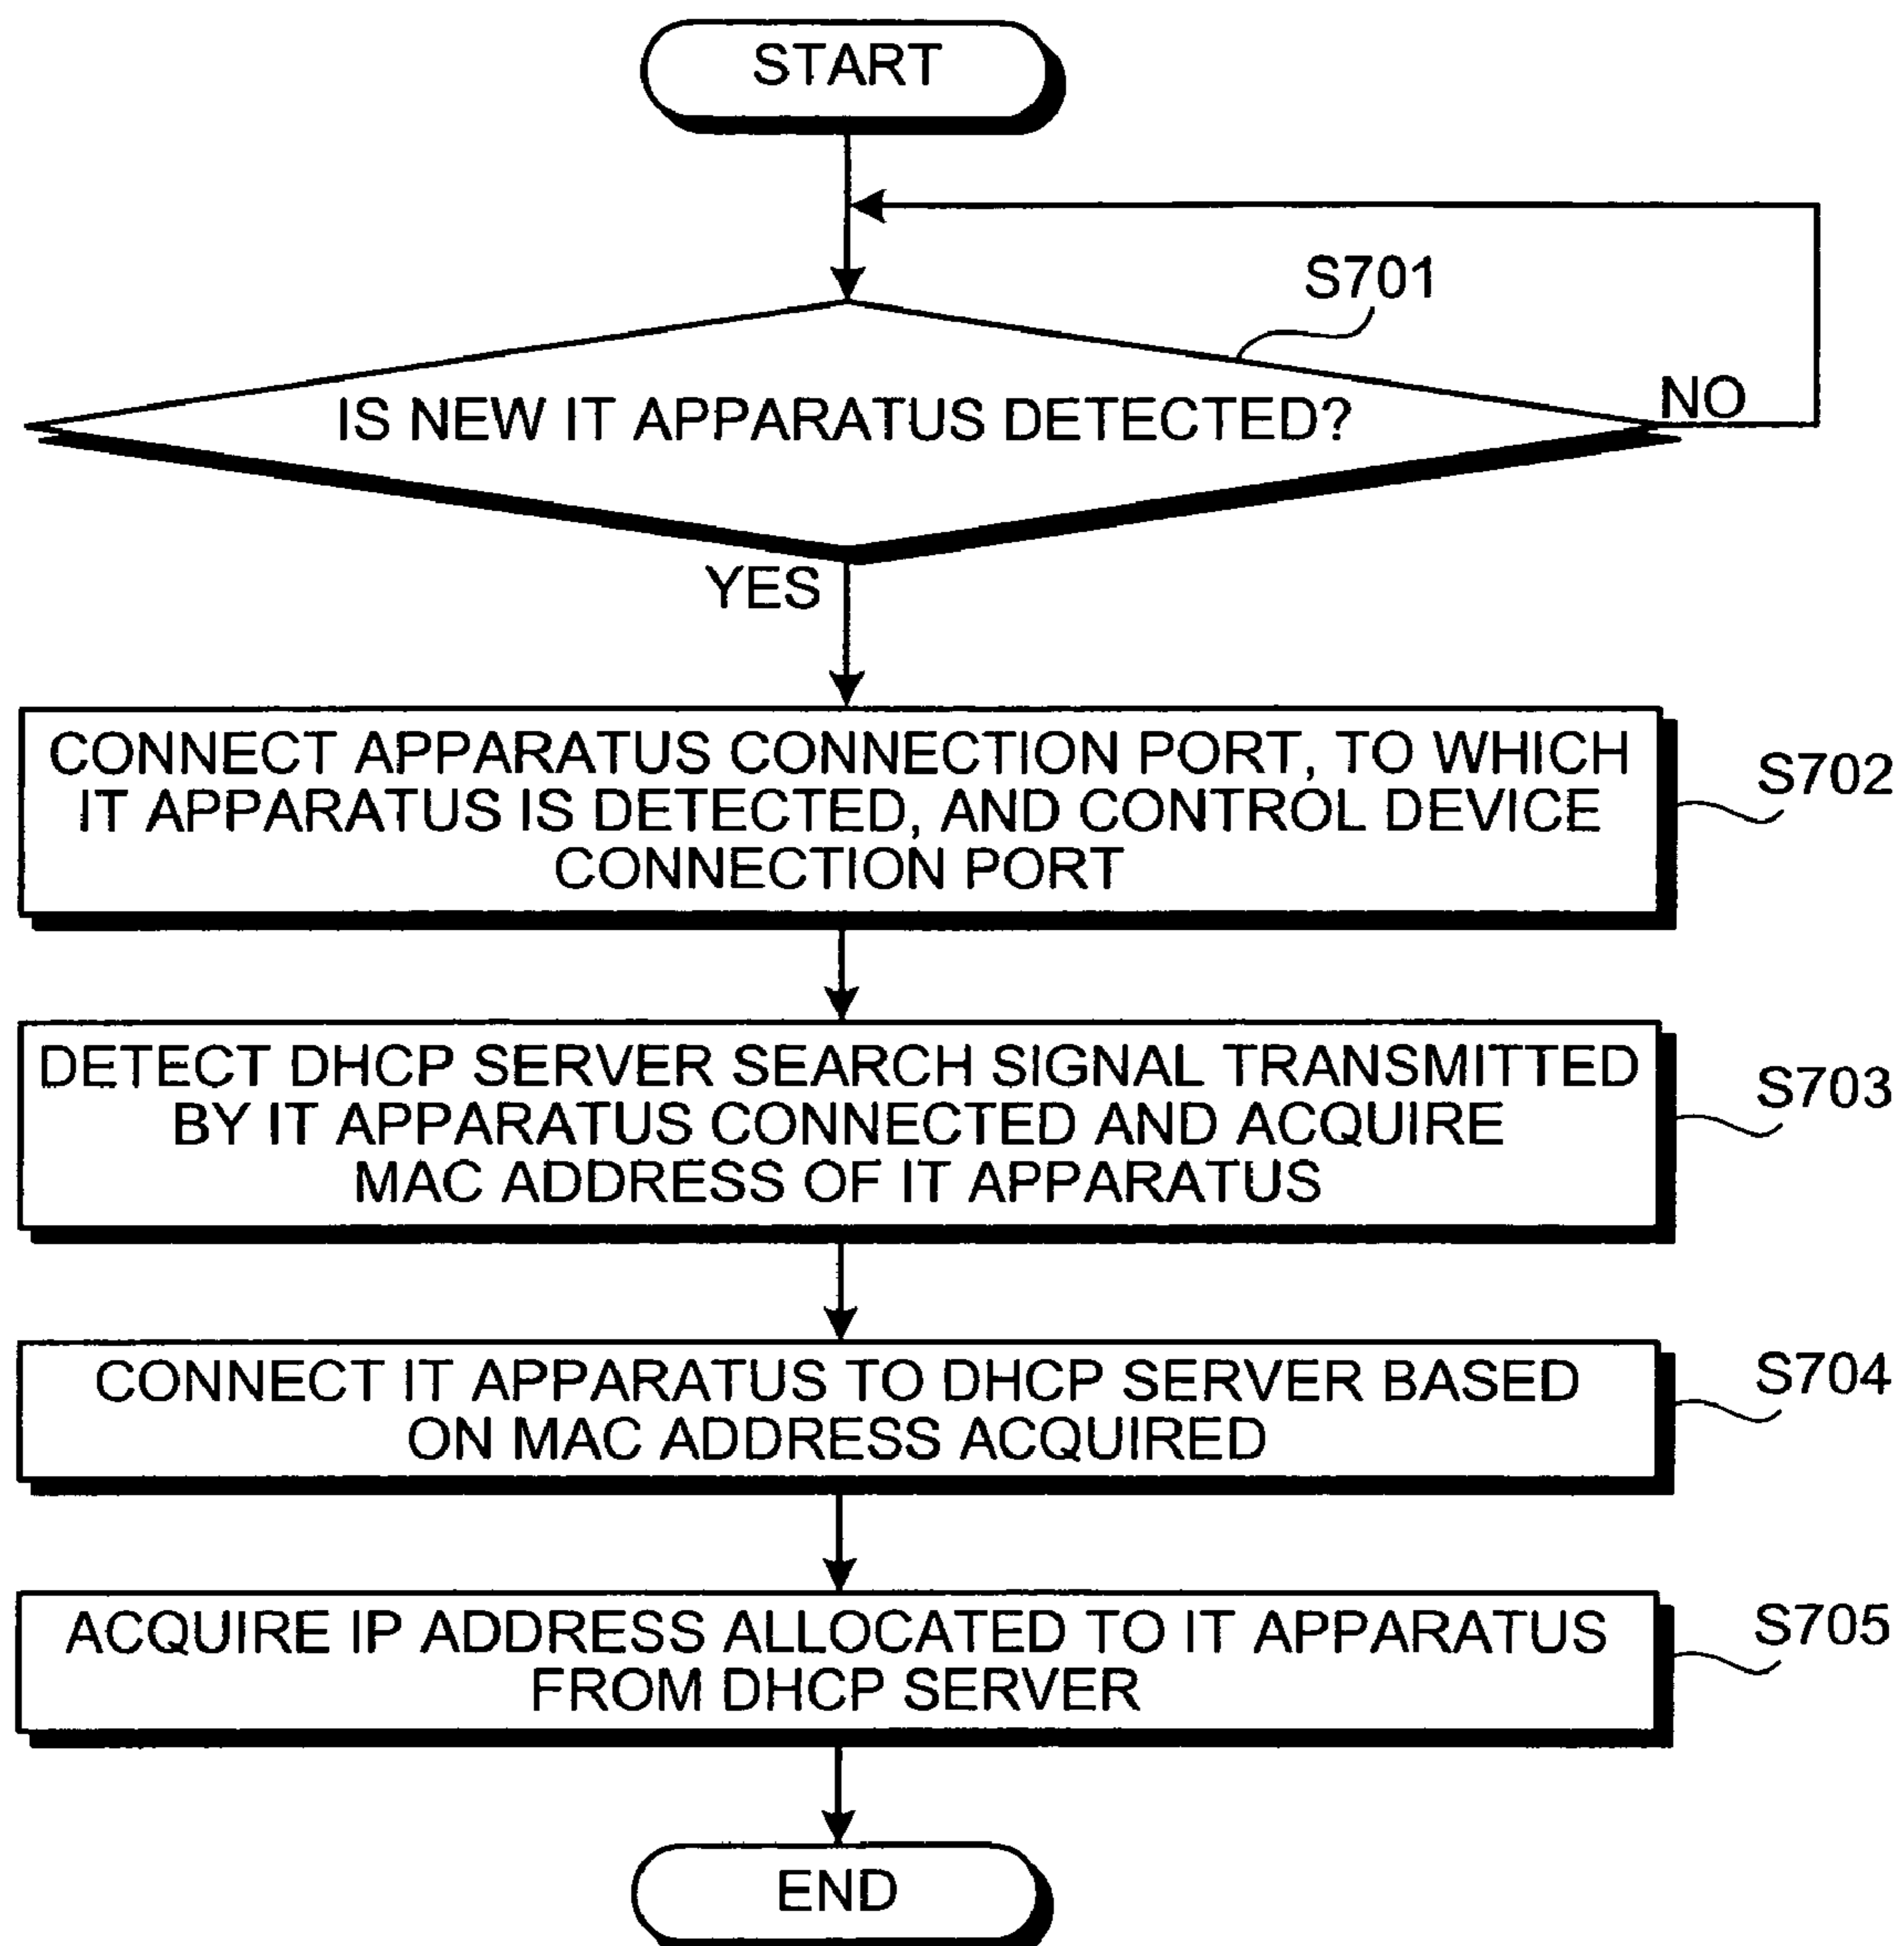 START
S701
IS NEW IT APPARATUS DETECTED?
NO
YES
CONNECT APPARATUS CONNECTION PORT, TO WHICH
IT APPARATUS IS DETECTED, AND CONTROL DEVICE
CONNECTION PORT
S702
DETECT DHCP SERVER SEARCH SIGNAL TRANSMITTED
BY IT APPARATUS CONNECTED AND ACQUIRE
MAC ADDRESS OF IT APPARATUS
S703
CONNECT IT APPARATUS TO DHCP SERVER BASED
ON MAC ADDRESS ACQUIRED
S704
ACQUIRE IP ADDRESS ALLOCATED TO IT APPARATUS
FROM DHCP SERVER
S705
END